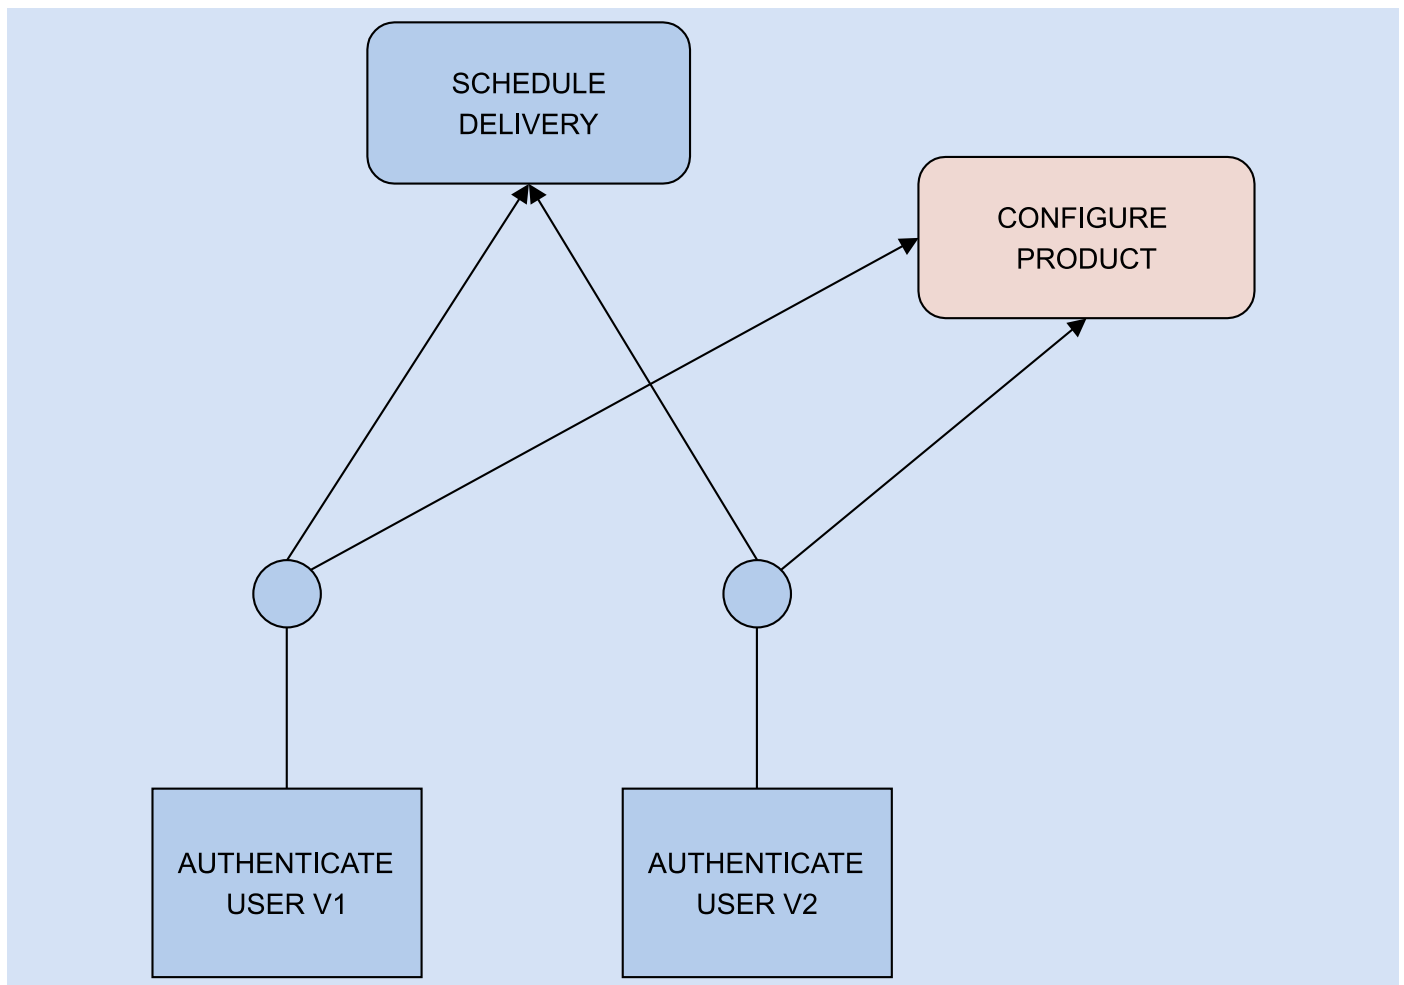 SCHEDULE
DELIVERY
CONFIGURE
PRODUCT
AUTHENTICATE
USER V1
AUTHENTICATE
USER V2